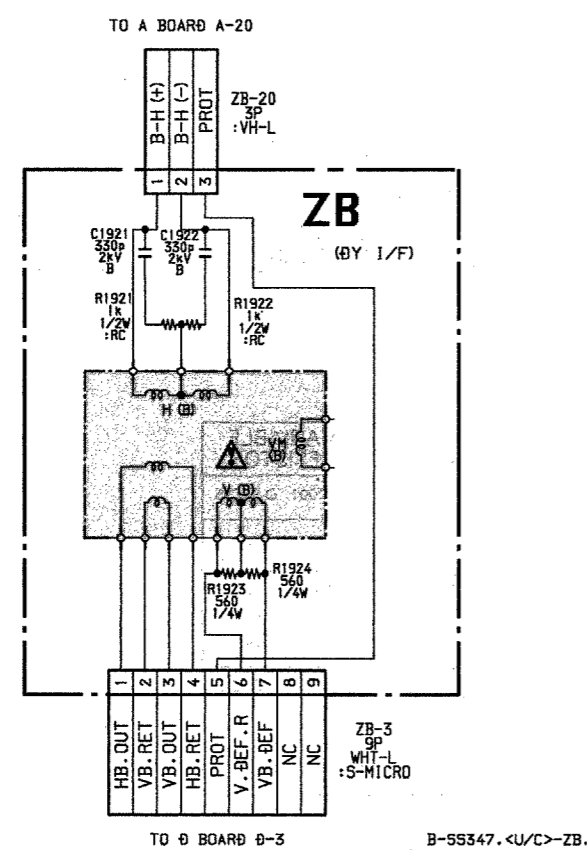 TO A BOARD A-20
B-H(+)
B-H(-)
PROT
ZB-20
3P
:VH-L
1
2
3
ZB
(DY I/F)
C1921
330p
2kV
B
C1922
330p
2kV
B
R1921
1k
1/2W
:RC
R1922
1k
1/2W
:RC
H (B)
VM
(B)
V (B)
R1923
560
1/4W
R1924
560
1/4W
1
2
3
4
5
6
7
8
9
HB.OUT
VB.RET
VB.OUT
HB.RET
PROT
V.DEF.R
VB.DEF
NC
NC
ZB-3
9P
WHT-L
:S-MICRO
TO D BOARD D-3
B-SS347.<U/C>-ZB.